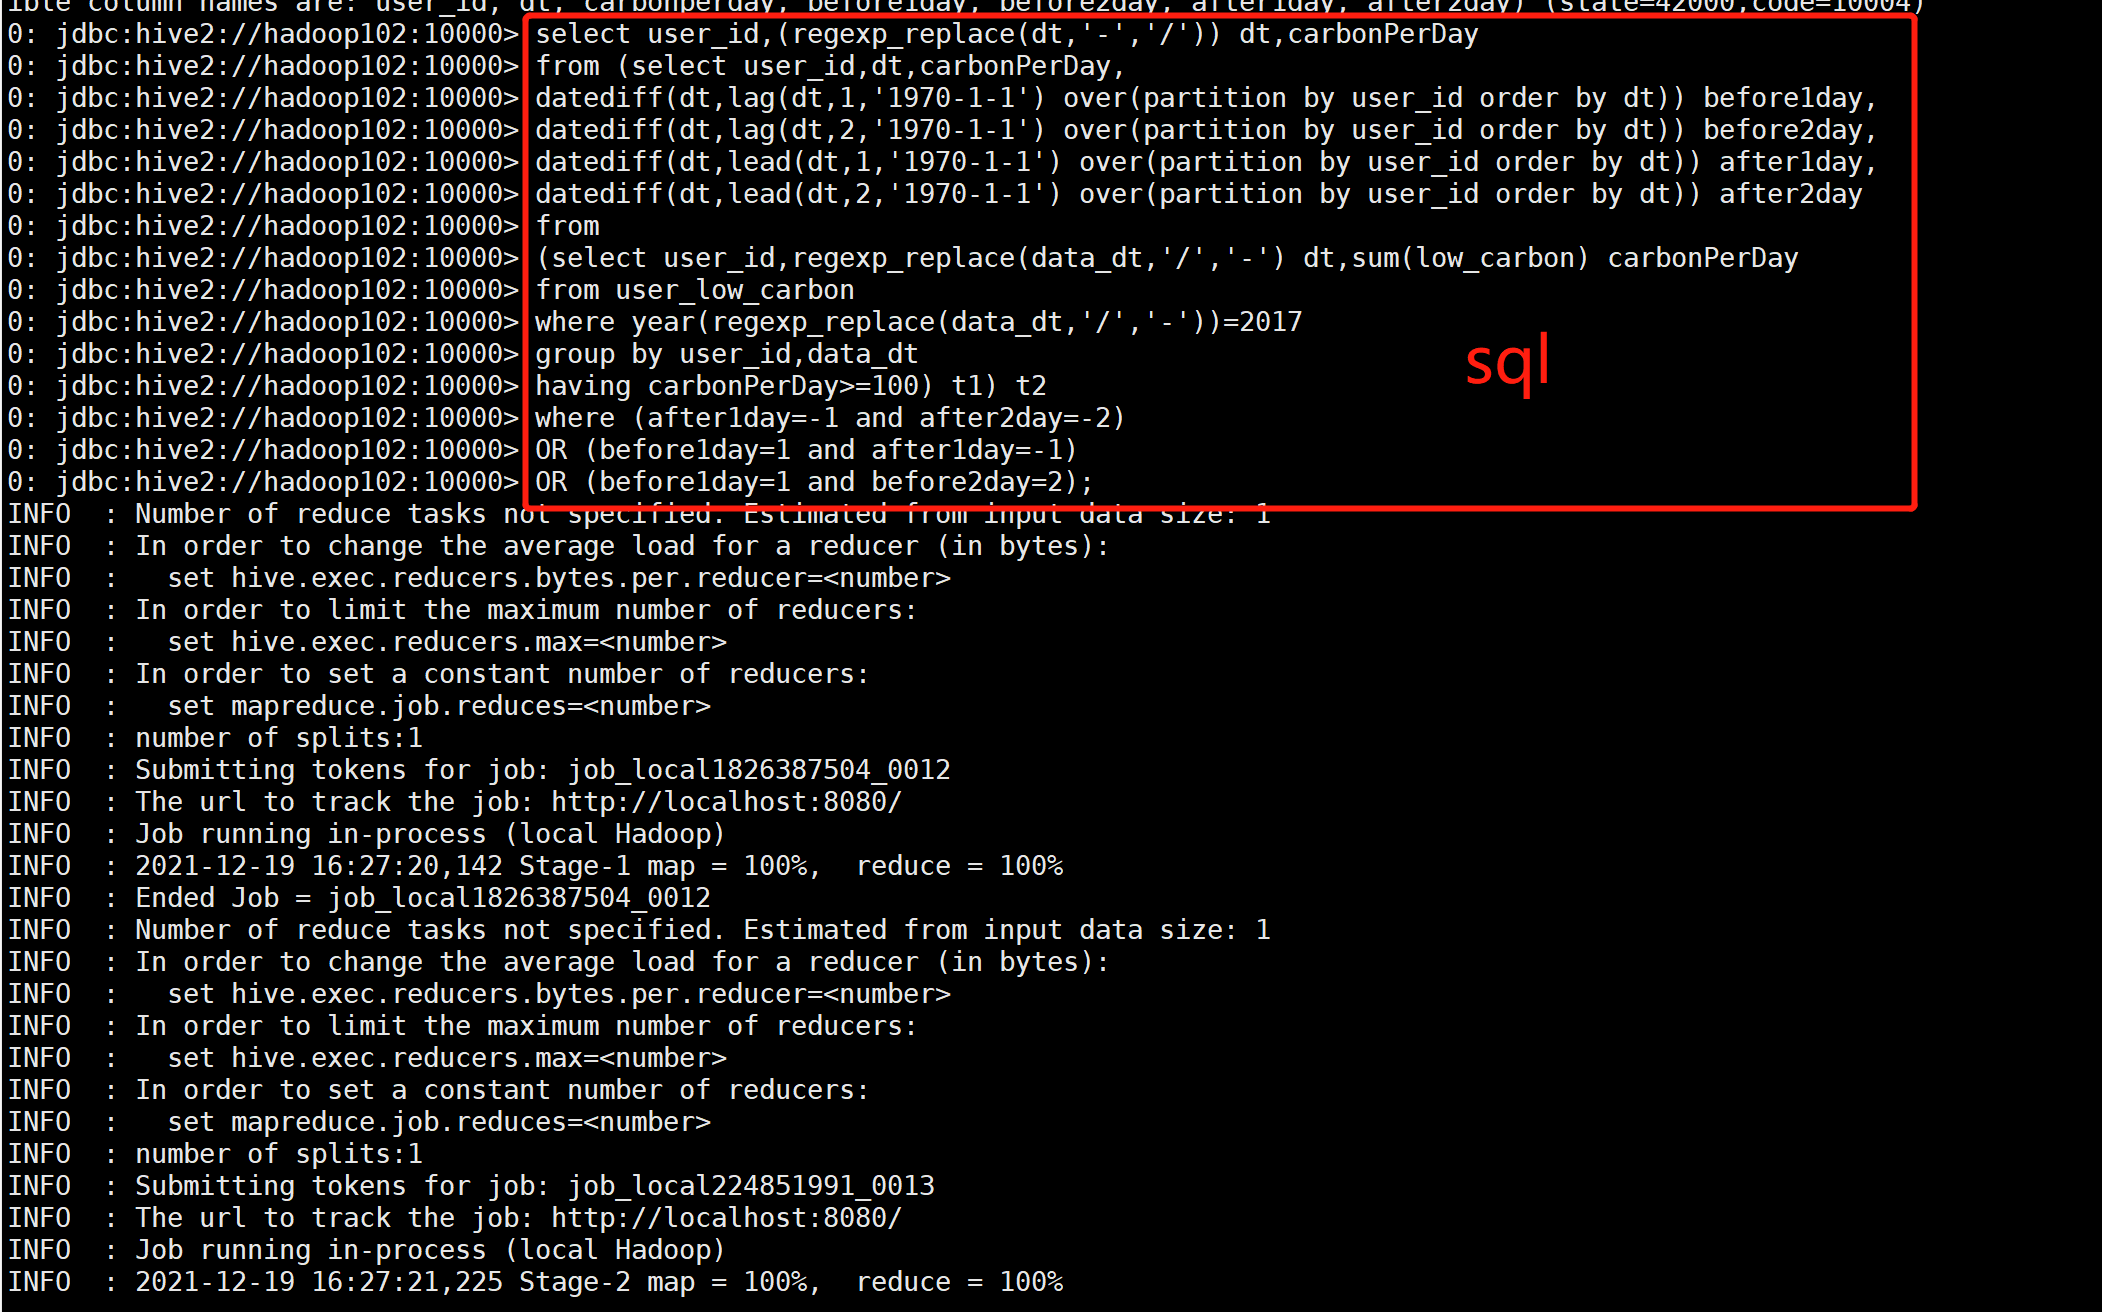 ible column names are: user_id, dt, carbonperday, before1day, before2day, after1day, after2day) (state=42000,code=10004)
0: jdbc:hive2://hadoop102:10000> select user_id,(regexp_replace(dt,'-','/')) dt,carbonPerDay
0: jdbc:hive2://hadoop102:10000> from (select user_id,dt,carbonPerDay,
0: jdbc:hive2://hadoop102:10000> datediff(dt,lag(dt,1,'1970-1-1') over(partition by user_id order by dt)) before1day,
0: jdbc:hive2://hadoop102:10000> datediff(dt,lag(dt,2,'1970-1-1') over(partition by user_id order by dt)) before2day,
0: jdbc:hive2://hadoop102:10000> datediff(dt,lead(dt,1,'1970-1-1') over(partition by user_id order by dt)) after1day,
0: jdbc:hive2://hadoop102:10000> datediff(dt,lead(dt,2,'1970-1-1') over(partition by user_id order by dt)) after2day
0: jdbc:hive2://hadoop102:10000> from
0: jdbc:hive2://hadoop102:10000> (select user_id,regexp_replace(data_dt,'/','-') dt,sum(low_carbon) carbonPerDay
0: jdbc:hive2://hadoop102:10000> from user_low_carbon
0: jdbc:hive2://hadoop102:10000> where year(regexp_replace(data_dt,'/','-'))=2017
0: jdbc:hive2://hadoop102:10000> group by user_id,data_dt
sql
0: jdbc:hive2://hadoop102:10000> having carbonPerDay>=100) t1) t2
0: jdbc:hive2://hadoop102:10000> where (after1day=-1 and after2day=-2)
0: jdbc:hive2://hadoop102:10000> OR (before1day=1 and after1day=-1)
0: jdbc:hive2://hadoop102:10000> OR (before1day=1 and before2day=2);
INFO  : Number of reduce tasks not specified. Estimated from input data size: 1
INFO  : In order to change the average load for a reducer (in bytes):
INFO  :   set hive.exec.reducers.bytes.per.reducer=<number>
INFO  : In order to limit the maximum number of reducers:
INFO  :   set hive.exec.reducers.max=<number>
INFO  : In order to set a constant number of reducers:
INFO  :   set mapreduce.job.reduces=<number>
INFO  : number of splits:1
INFO  : Submitting tokens for job: job_local1826387504_0012
INFO  : The url to track the job: http://localhost:8080/
INFO  : Job running in-process (local Hadoop)
INFO  : 2021-12-19 16:27:20,142 Stage-1 map = 100%,  reduce = 100%
INFO  : Ended Job = job_local1826387504_0012
INFO  : Number of reduce tasks not specified. Estimated from input data size: 1
INFO  : In order to change the average load for a reducer (in bytes):
INFO  :   set hive.exec.reducers.bytes.per.reducer=<number>
INFO  : In order to limit the maximum number of reducers:
INFO  :   set hive.exec.reducers.max=<number>
INFO  : In order to set a constant number of reducers:
INFO  :   set mapreduce.job.reduces=<number>
INFO  : number of splits:1
INFO  : Submitting tokens for job: job_local224851991_0013
INFO  : The url to track the job: http://localhost:8080/
INFO  : Job running in-process (local Hadoop)
INFO  : 2021-12-19 16:27:21,225 Stage-2 map = 100%,  reduce = 100%